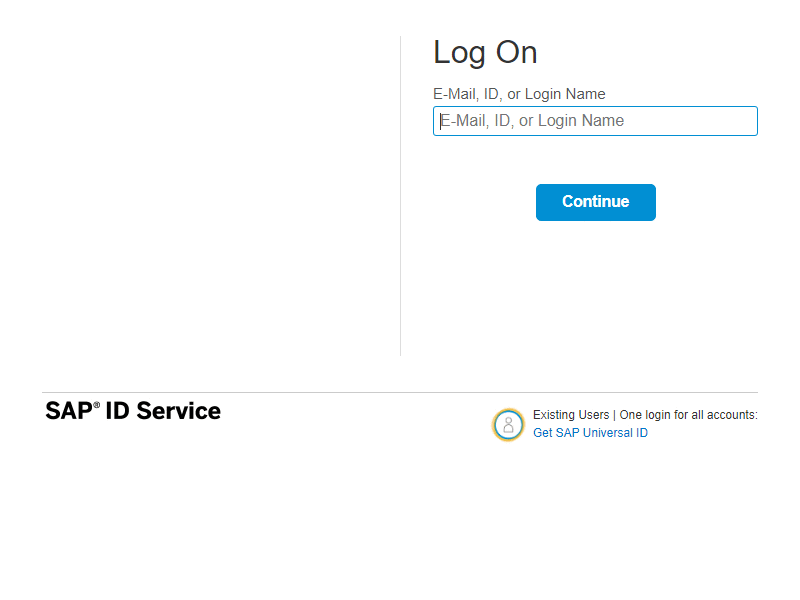 Log On
E-Mail, ID, or Login Name
E-Mail, ID, or Login Name
Continue
SAP® ID Service
Existing Users | One login for all accounts:
Get SAP Universal ID